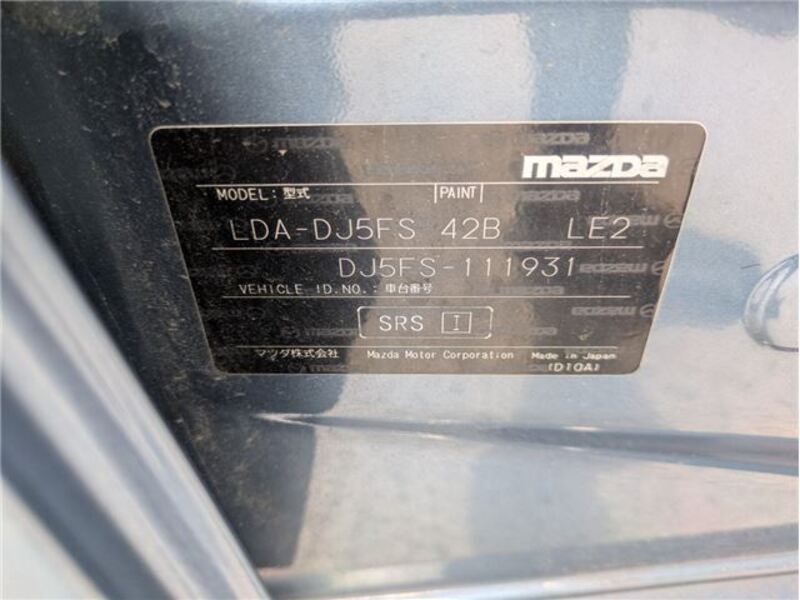 mazda
MODEL: 型式 PAINT
LDA-DJ5FS 42B LE2
DJ5FS-111931
VEHICLE ID.NO.: 車台番号
SRS I
マツダ株式会社 Mazda Motor Corporation Made in Japan
(D10A)